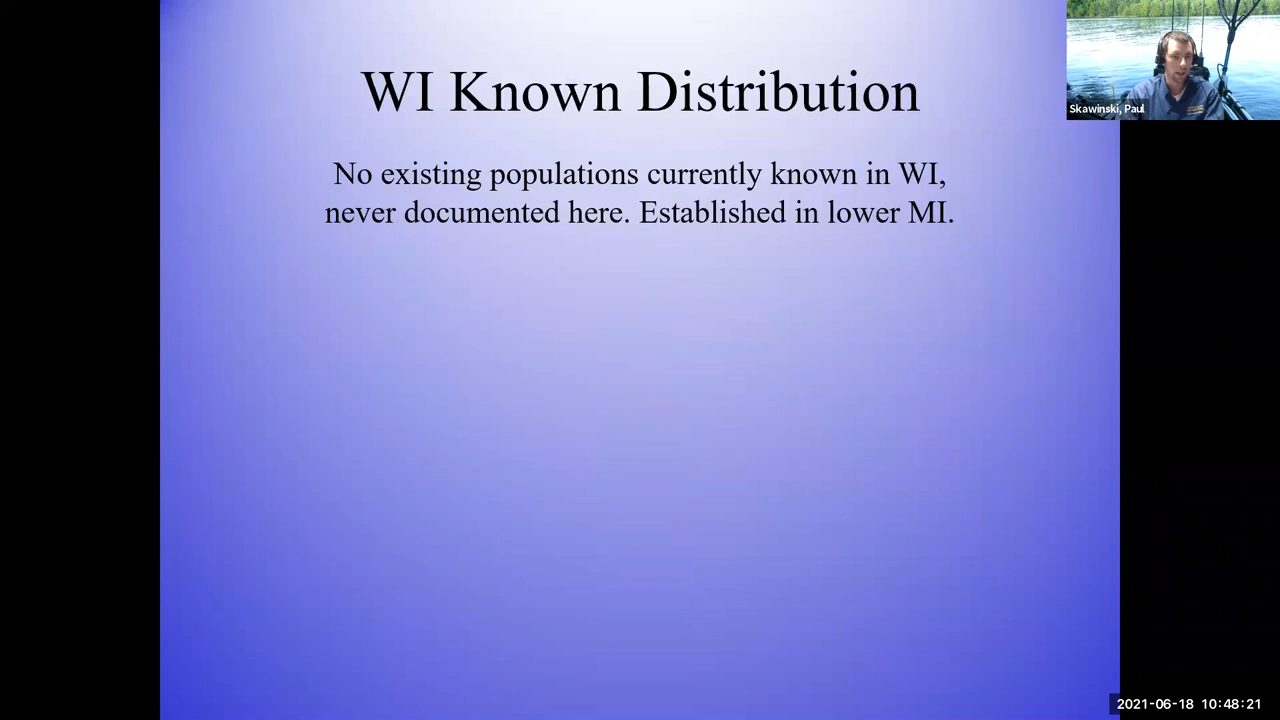 WI Known Distribution
Skawinski, Paul
No existing populations currently known in WI,
never documented here. Established in lower MI.
2021-06-18 10:48:21